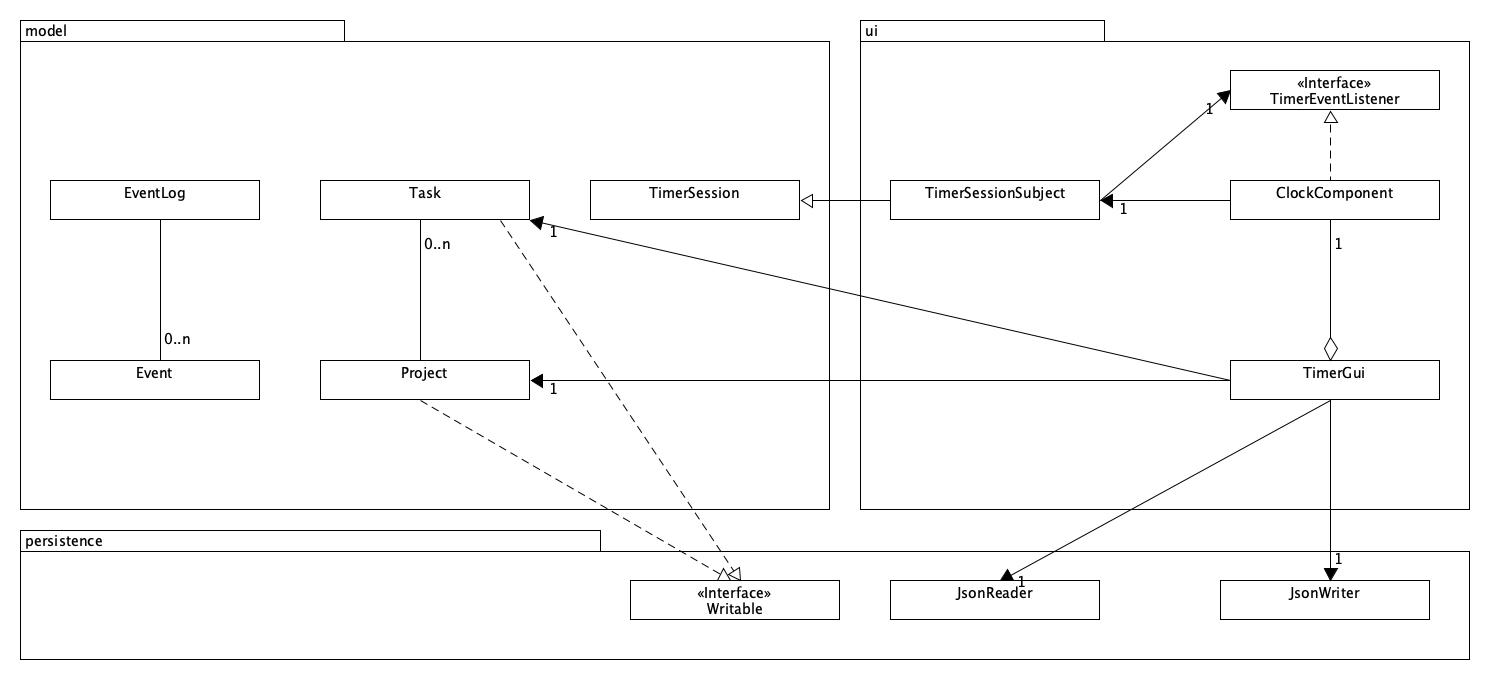 model
ui
«Interface»
TimerEventListener
1
EventLog
Task
TimerSession
TimerSessionSubject
ClockComponent
1
1
0..n
1
0..n
Event
Project
TimerGui
1
persistence
1
1
«Interface»
Writable
JsonReader
JsonWriter